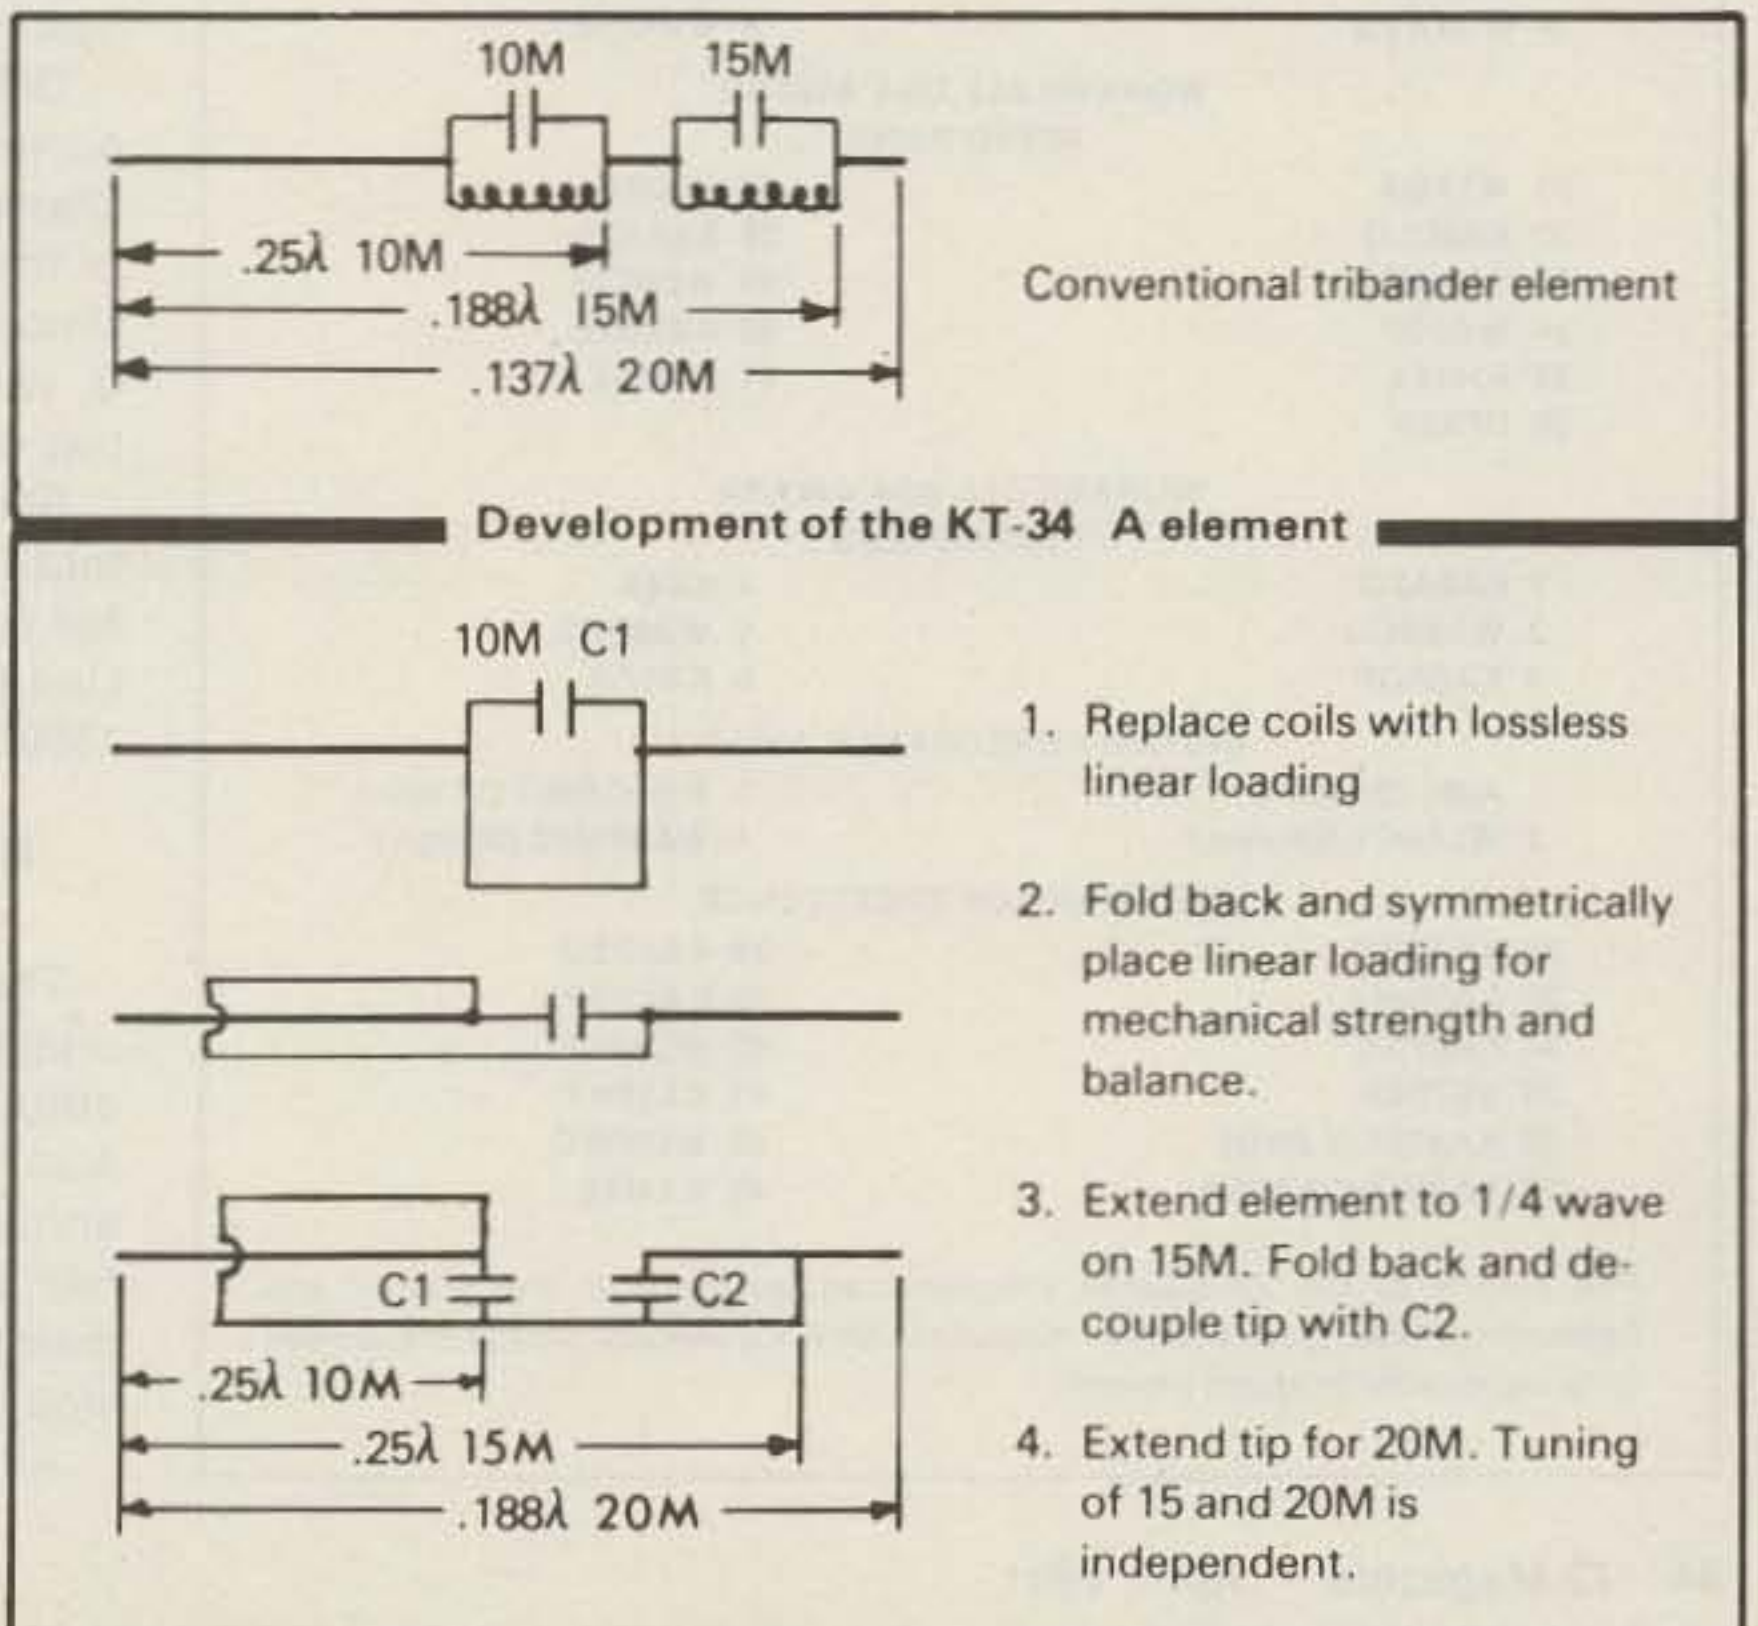 10M 15M
.25λ 10M
.188λ 15M
.137λ 20M
Conventional tribander element
Development of the KT-34 A element
10M C1
1. Replace coils with lossless
linear loading
2. Fold back and symmetrically
place linear loading for
mechanical strength and
balance.
C1 C2
.25λ 10M
.25λ 15M
.188λ 20M
3. Extend element to 1/4 wave
on 15M. Fold back and de-
couple tip with C2.
4. Extend tip for 20M. Tuning
of 15 and 20M is
independent.